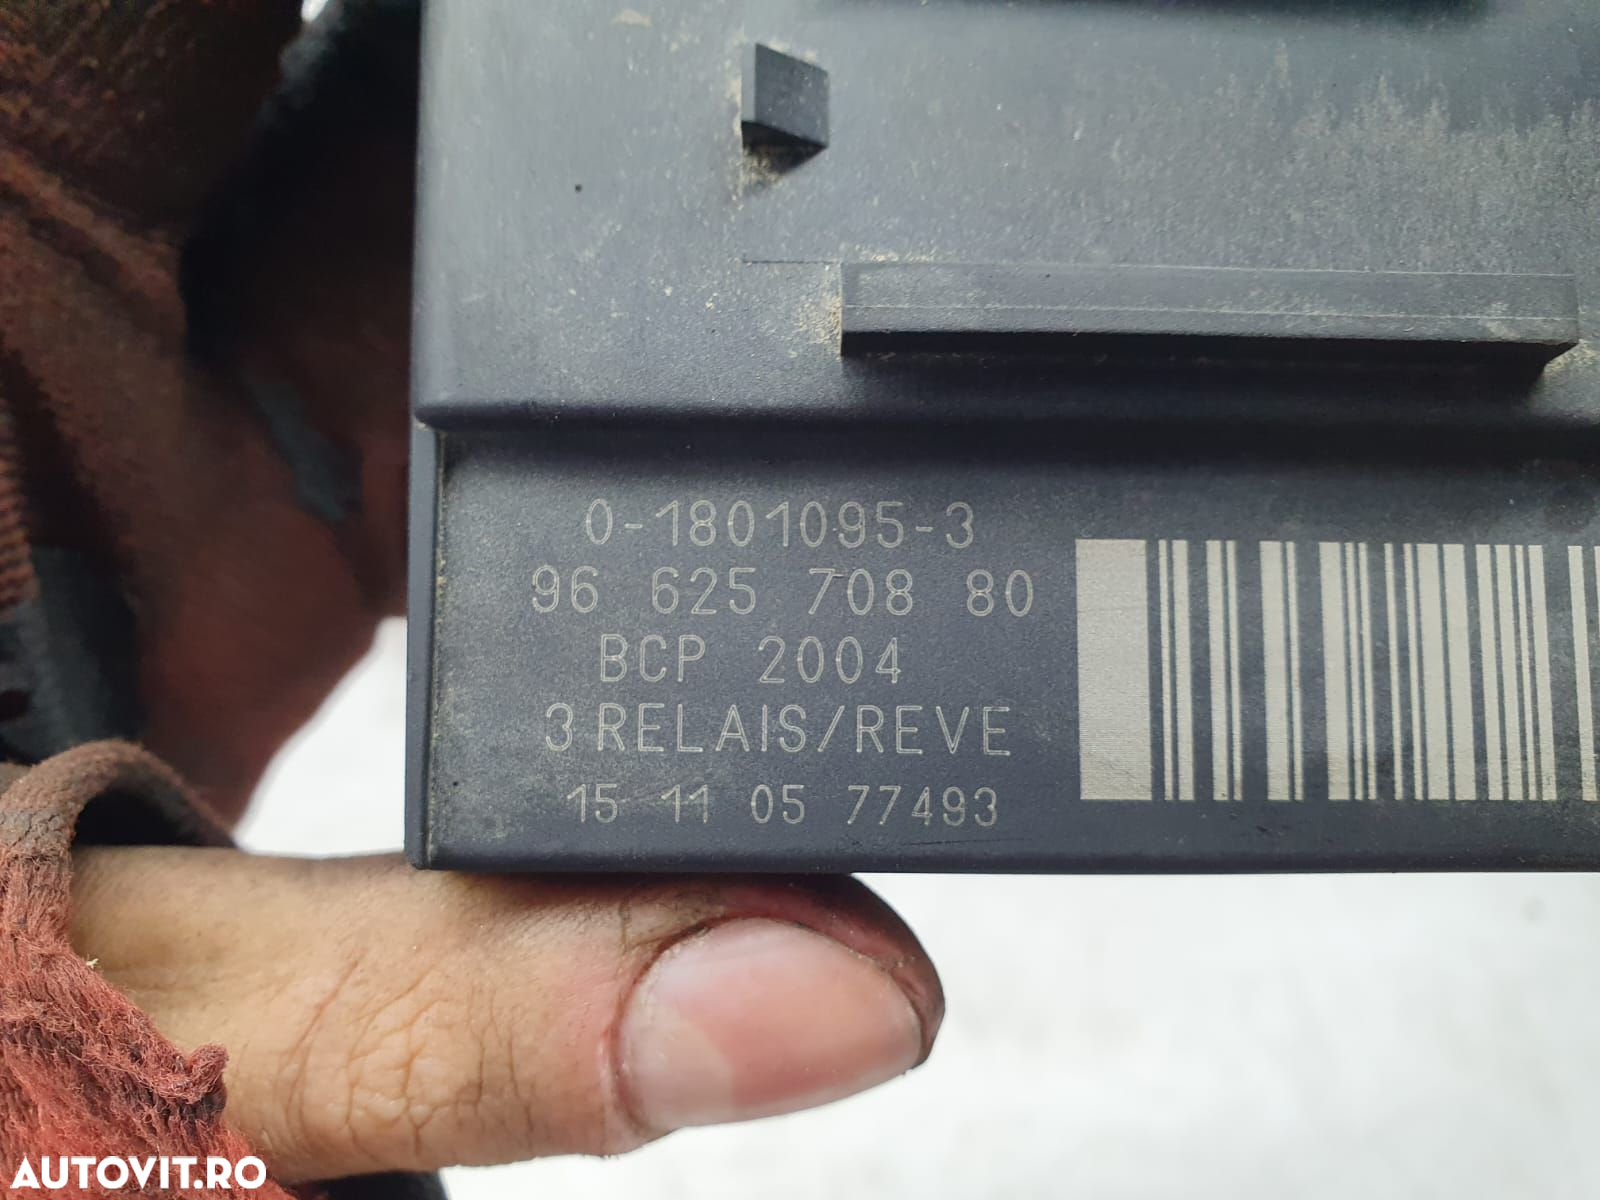 0-1801095-3
96 625 708 80
BCP 2004
3 RELAIS/REVE
15 11 05 77493
AUTOVIT.RO